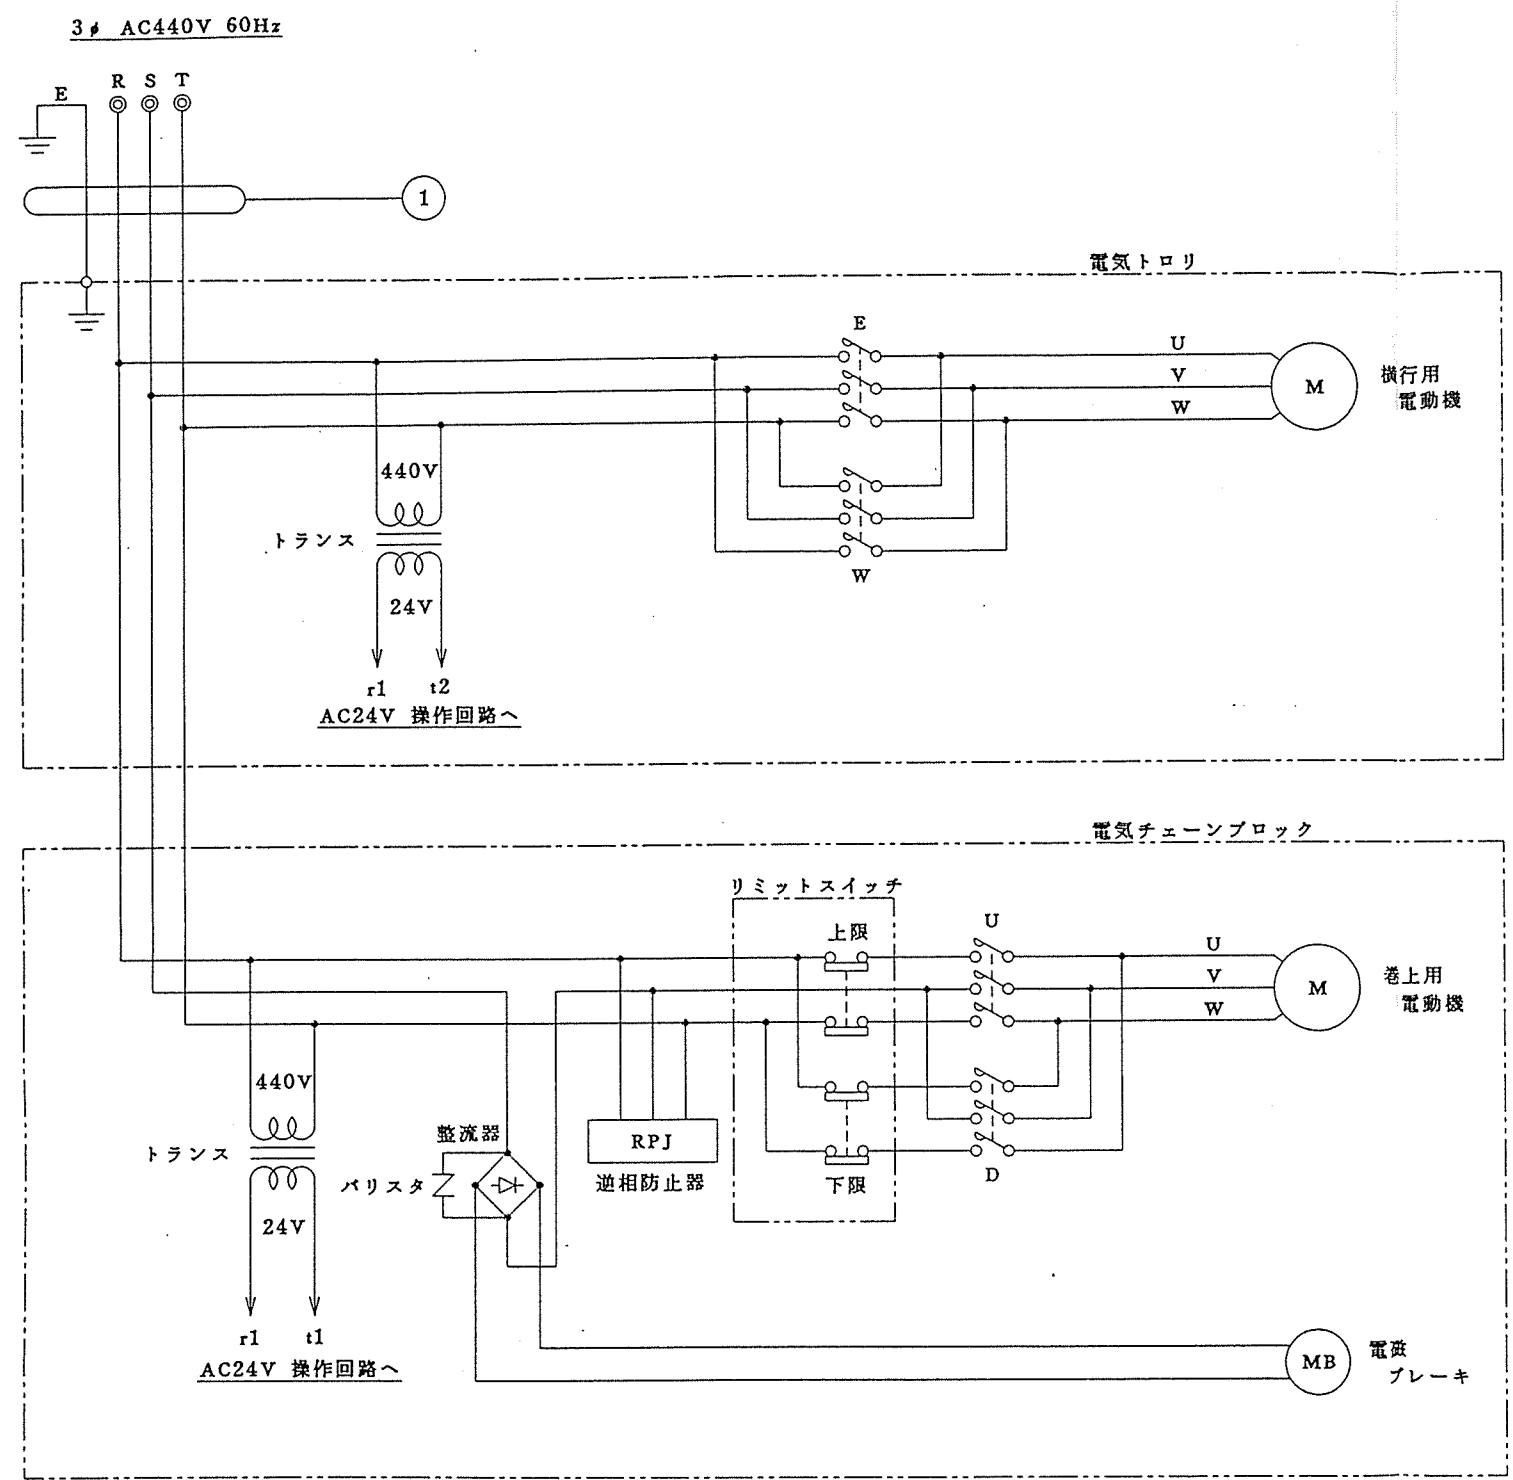 3φ AC440V 60Hz
R S T
E
1
電気トロリ
E
U
V
W
M
横行用
電動機
440V
トランス
24V
W
r1 t2
AC24V 操作回路へ
電気チェーンブロック
リミットスイッチ
上限
U
U
V
W
M
巻上用
電動機
440V
トランス
24V
整流器
バリスタ
RPJ
逆相防止器
下限
D
r1 t1
AC24V 操作回路へ
MB
電磁
ブレーキ